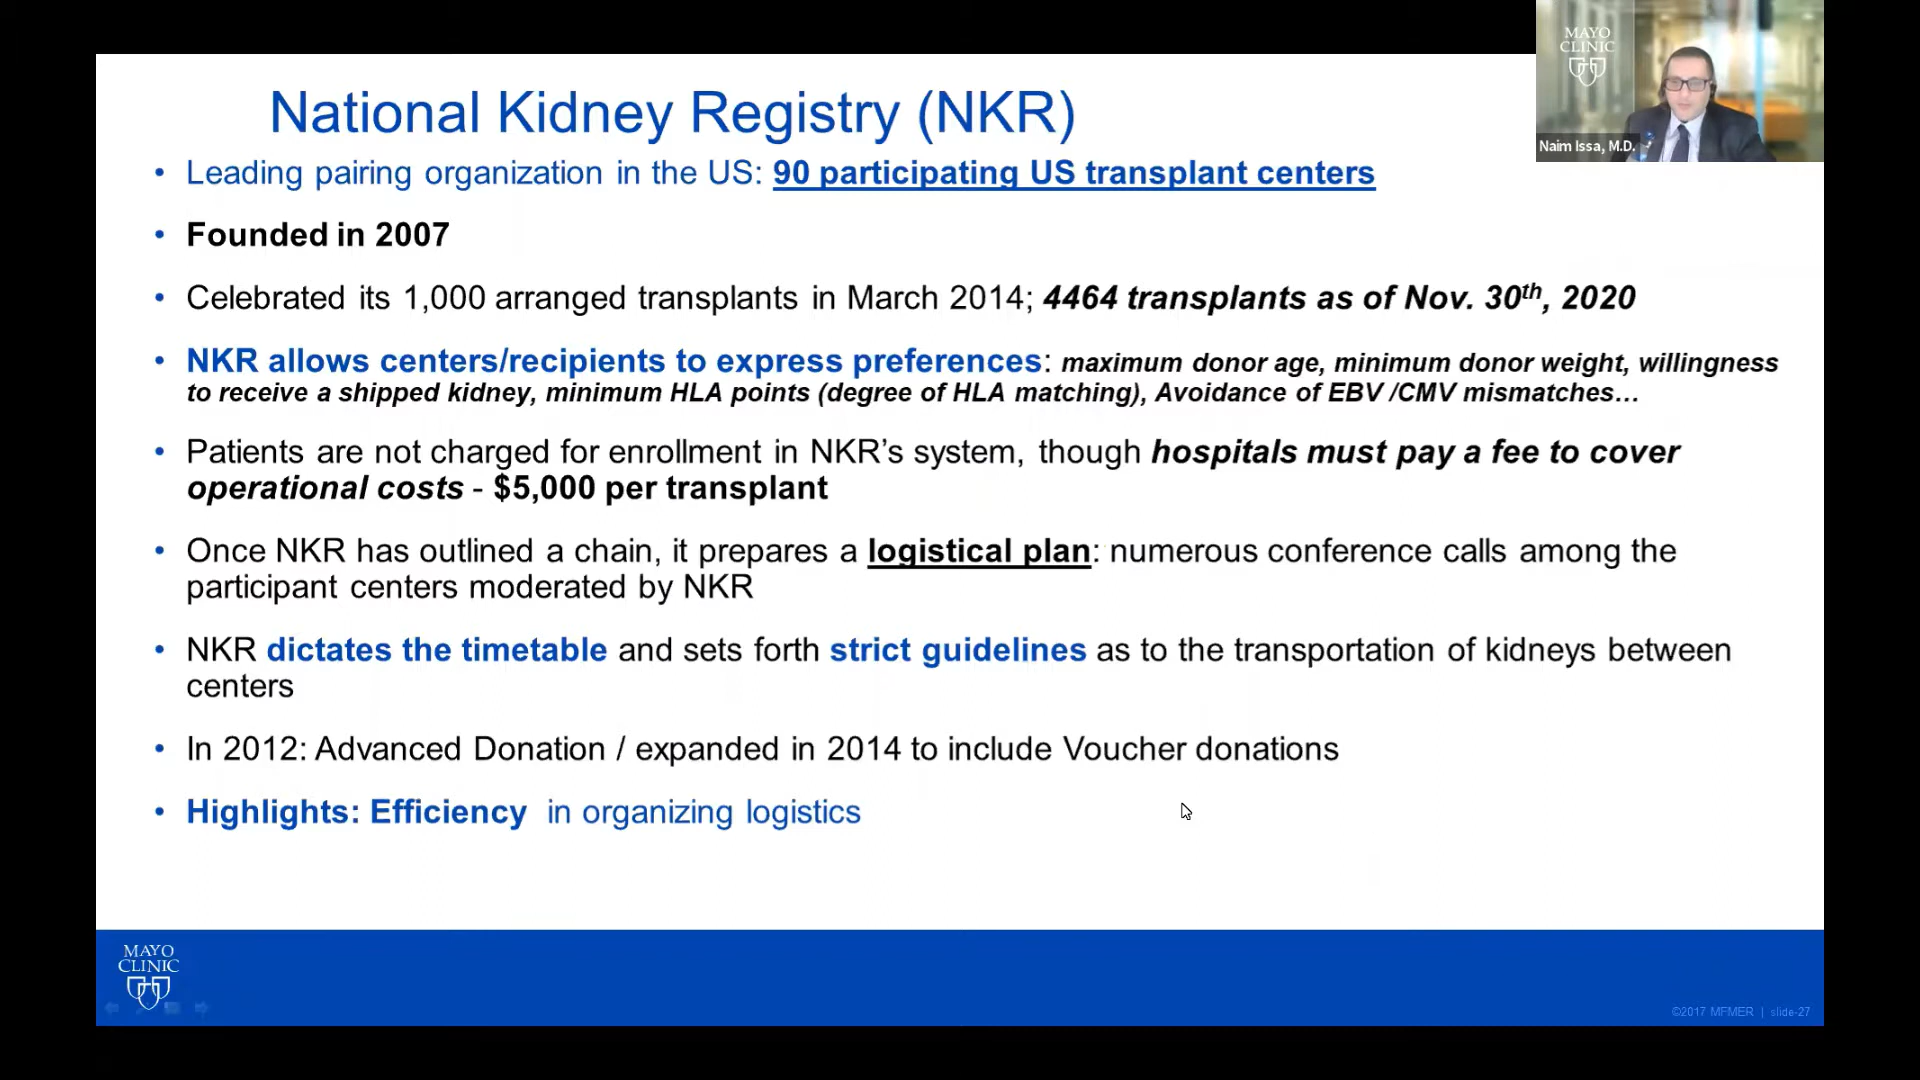 MAYO
CLINIC
Naim Issa, M.D.
National Kidney Registry (NKR)
• Leading pairing organization in the US: 90 participating US transplant centers
• Founded in 2007
• Celebrated its 1,000 arranged transplants in March 2014; 4464 transplants as of Nov. 30th, 2020
• NKR allows centers/recipients to express preferences: maximum donor age, minimum donor weight, willingness
to receive a shipped kidney, minimum HLA points (degree of HLA matching), Avoidance of EBV /CMV mismatches…
• Patients are not charged for enrollment in NKR’s system, though hospitals must pay a fee to cover
operational costs - $5,000 per transplant
• Once NKR has outlined a chain, it prepares a logistical plan: numerous conference calls among the
participant centers moderated by NKR
• NKR dictates the timetable and sets forth strict guidelines as to the transportation of kidneys between
centers
• In 2012: Advanced Donation / expanded in 2014 to include Voucher donations
• Highlights: Efficiency in organizing logistics
MAYO
CLINIC
©2017 MFMER | slide-27